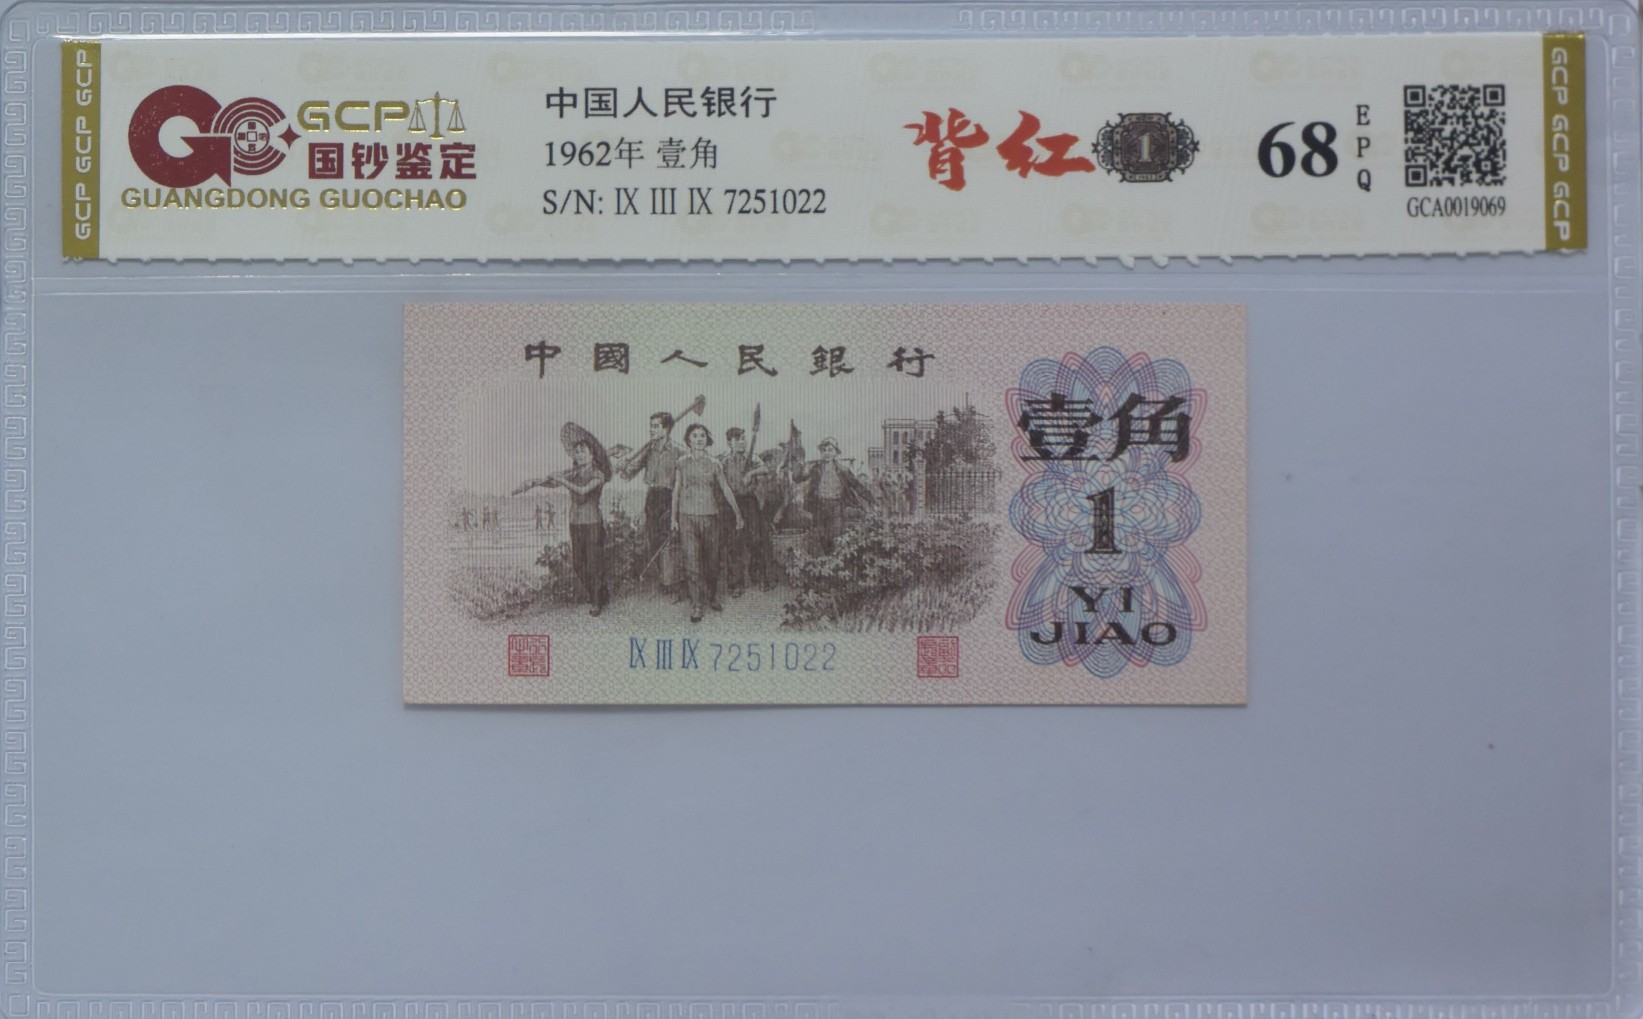 GCP GCP GCP
GCP
国钞鉴定
GUANGDONG GUOCHAO
中国人民银行
1962年 壹角
S/N: Ⅸ Ⅲ Ⅸ 7251022
背红
1
68
EPQ
GCA0019069
GCP GCP GCP
中國人民銀行
壹角
1
YI
JIAO
Ⅸ Ⅲ Ⅸ 7251022